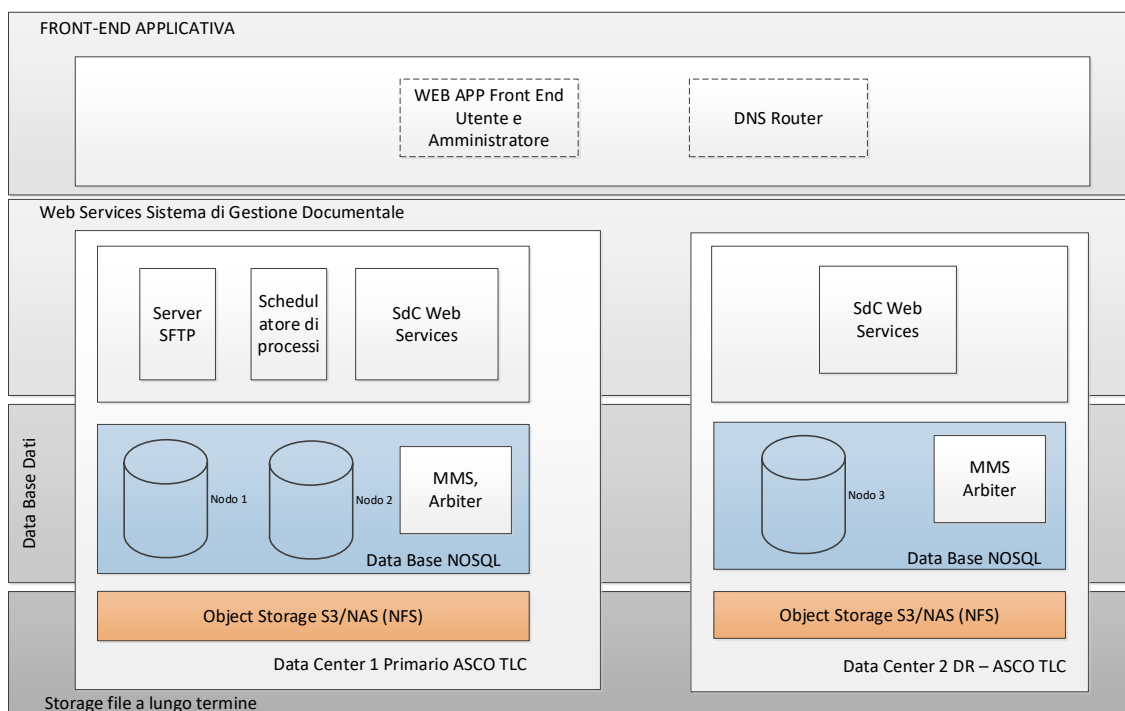 FRONT-END APPLICATIVA
WEB APP Front End
Utente e
Amministratore
DNS Router
Web Services Sistema di Gestione Documentale
Server
SFTP
Schedul
atore di
processi
SdC Web
Services
SdC Web
Services
Data Base Dati
Nodo 1
Nodo 2
MMS,
Arbiter
Data Base NOSQL
Nodo 3
MMS
Arbiter
Data Base NOSQL
Object Storage S3/NAS (NFS)
Object Storage S3/NAS (NFS)
Data Center 1 Primario ASCO TLC
Data Center 2 DR – ASCO TLC
Storage file a lungo termine